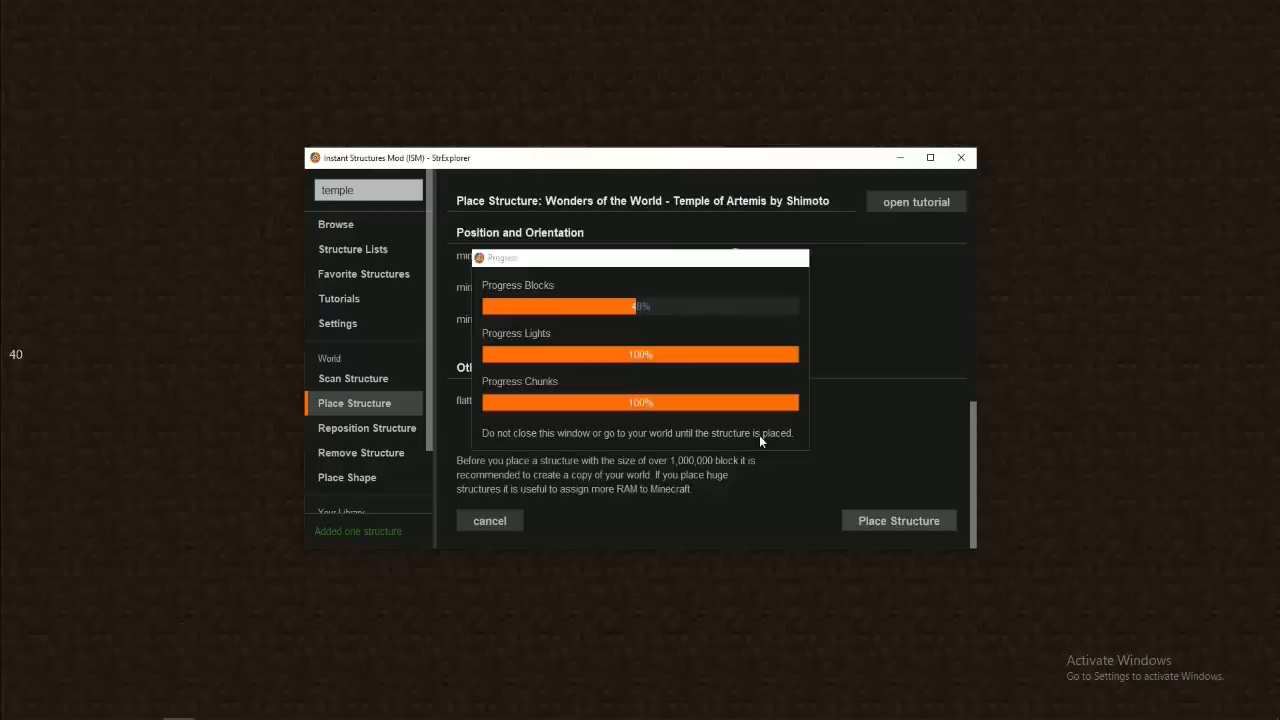 Instant Structures Mod (ISM) - StrExplorer
temple
Browse
Structure Lists
Favorite Structures
Tutorials
Settings
World
Scan Structure
Place Structure
Reposition Structure
Remove Structure
Place Shape
Your Library
Added one structure
Place Structure: Wonders of the World - Temple of Artemis by Shimoto
open tutorial
Position and Orientation
Progress
Progress Blocks
Progress Lights
100%
Progress Chunks
100%
Do not close this window or go to your world until the structure is placed.
Before you place a structure with the size of over 1,000,000 block it is
recommended to create a copy of your world. If you place huge
structures it is useful to assign more RAM to Minecraft.
cancel
Place Structure
40
Activate Windows
Go to Settings to activate Windows.